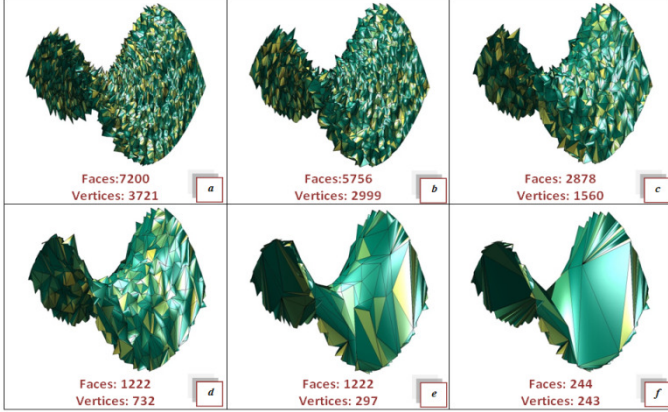 Faces:7200
Vertices: 3721
a
Faces:5756
Vertices: 2999
b
Faces: 2878
Vertices: 1560
c
Faces: 1222
Vertices: 732
d
Faces: 1222
Vertices: 297
e
Faces: 244
Vertices: 243
f